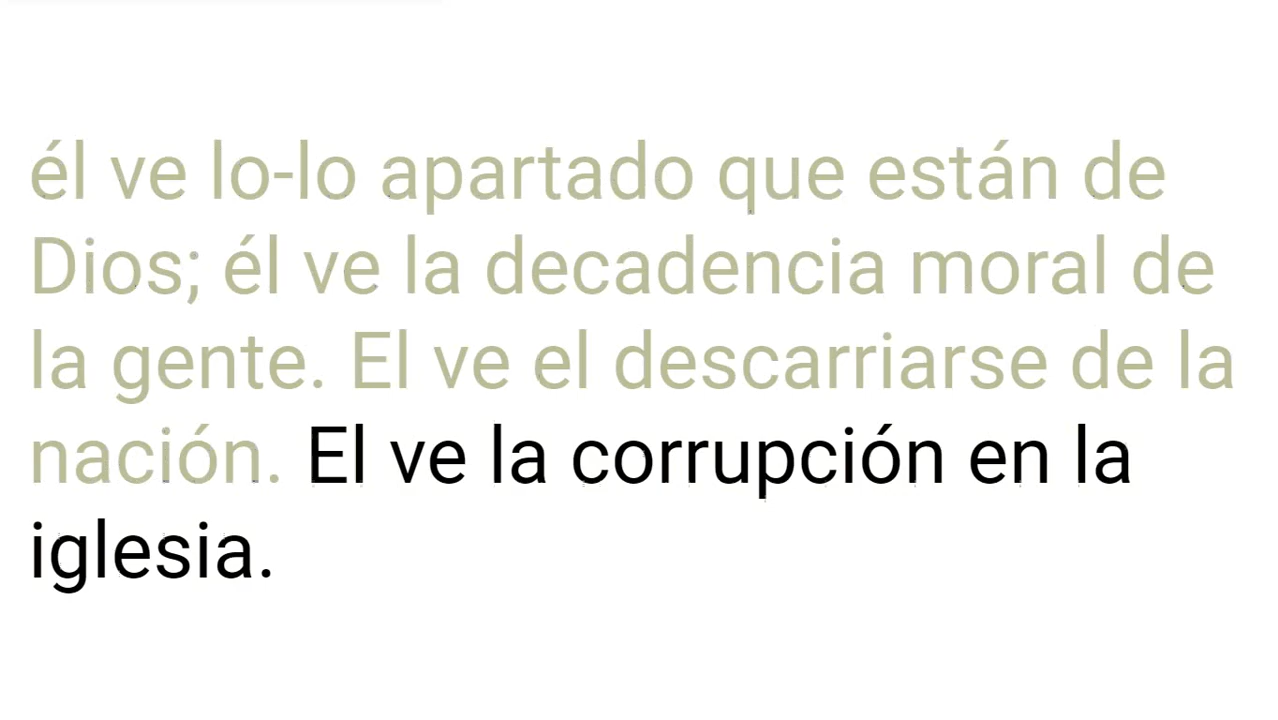 él ve lo-lo apartado que están de
Dios; él ve la decadencia moral de
la gente. El ve el descarriarse de la
nación. El ve la corrupción en la
iglesia.